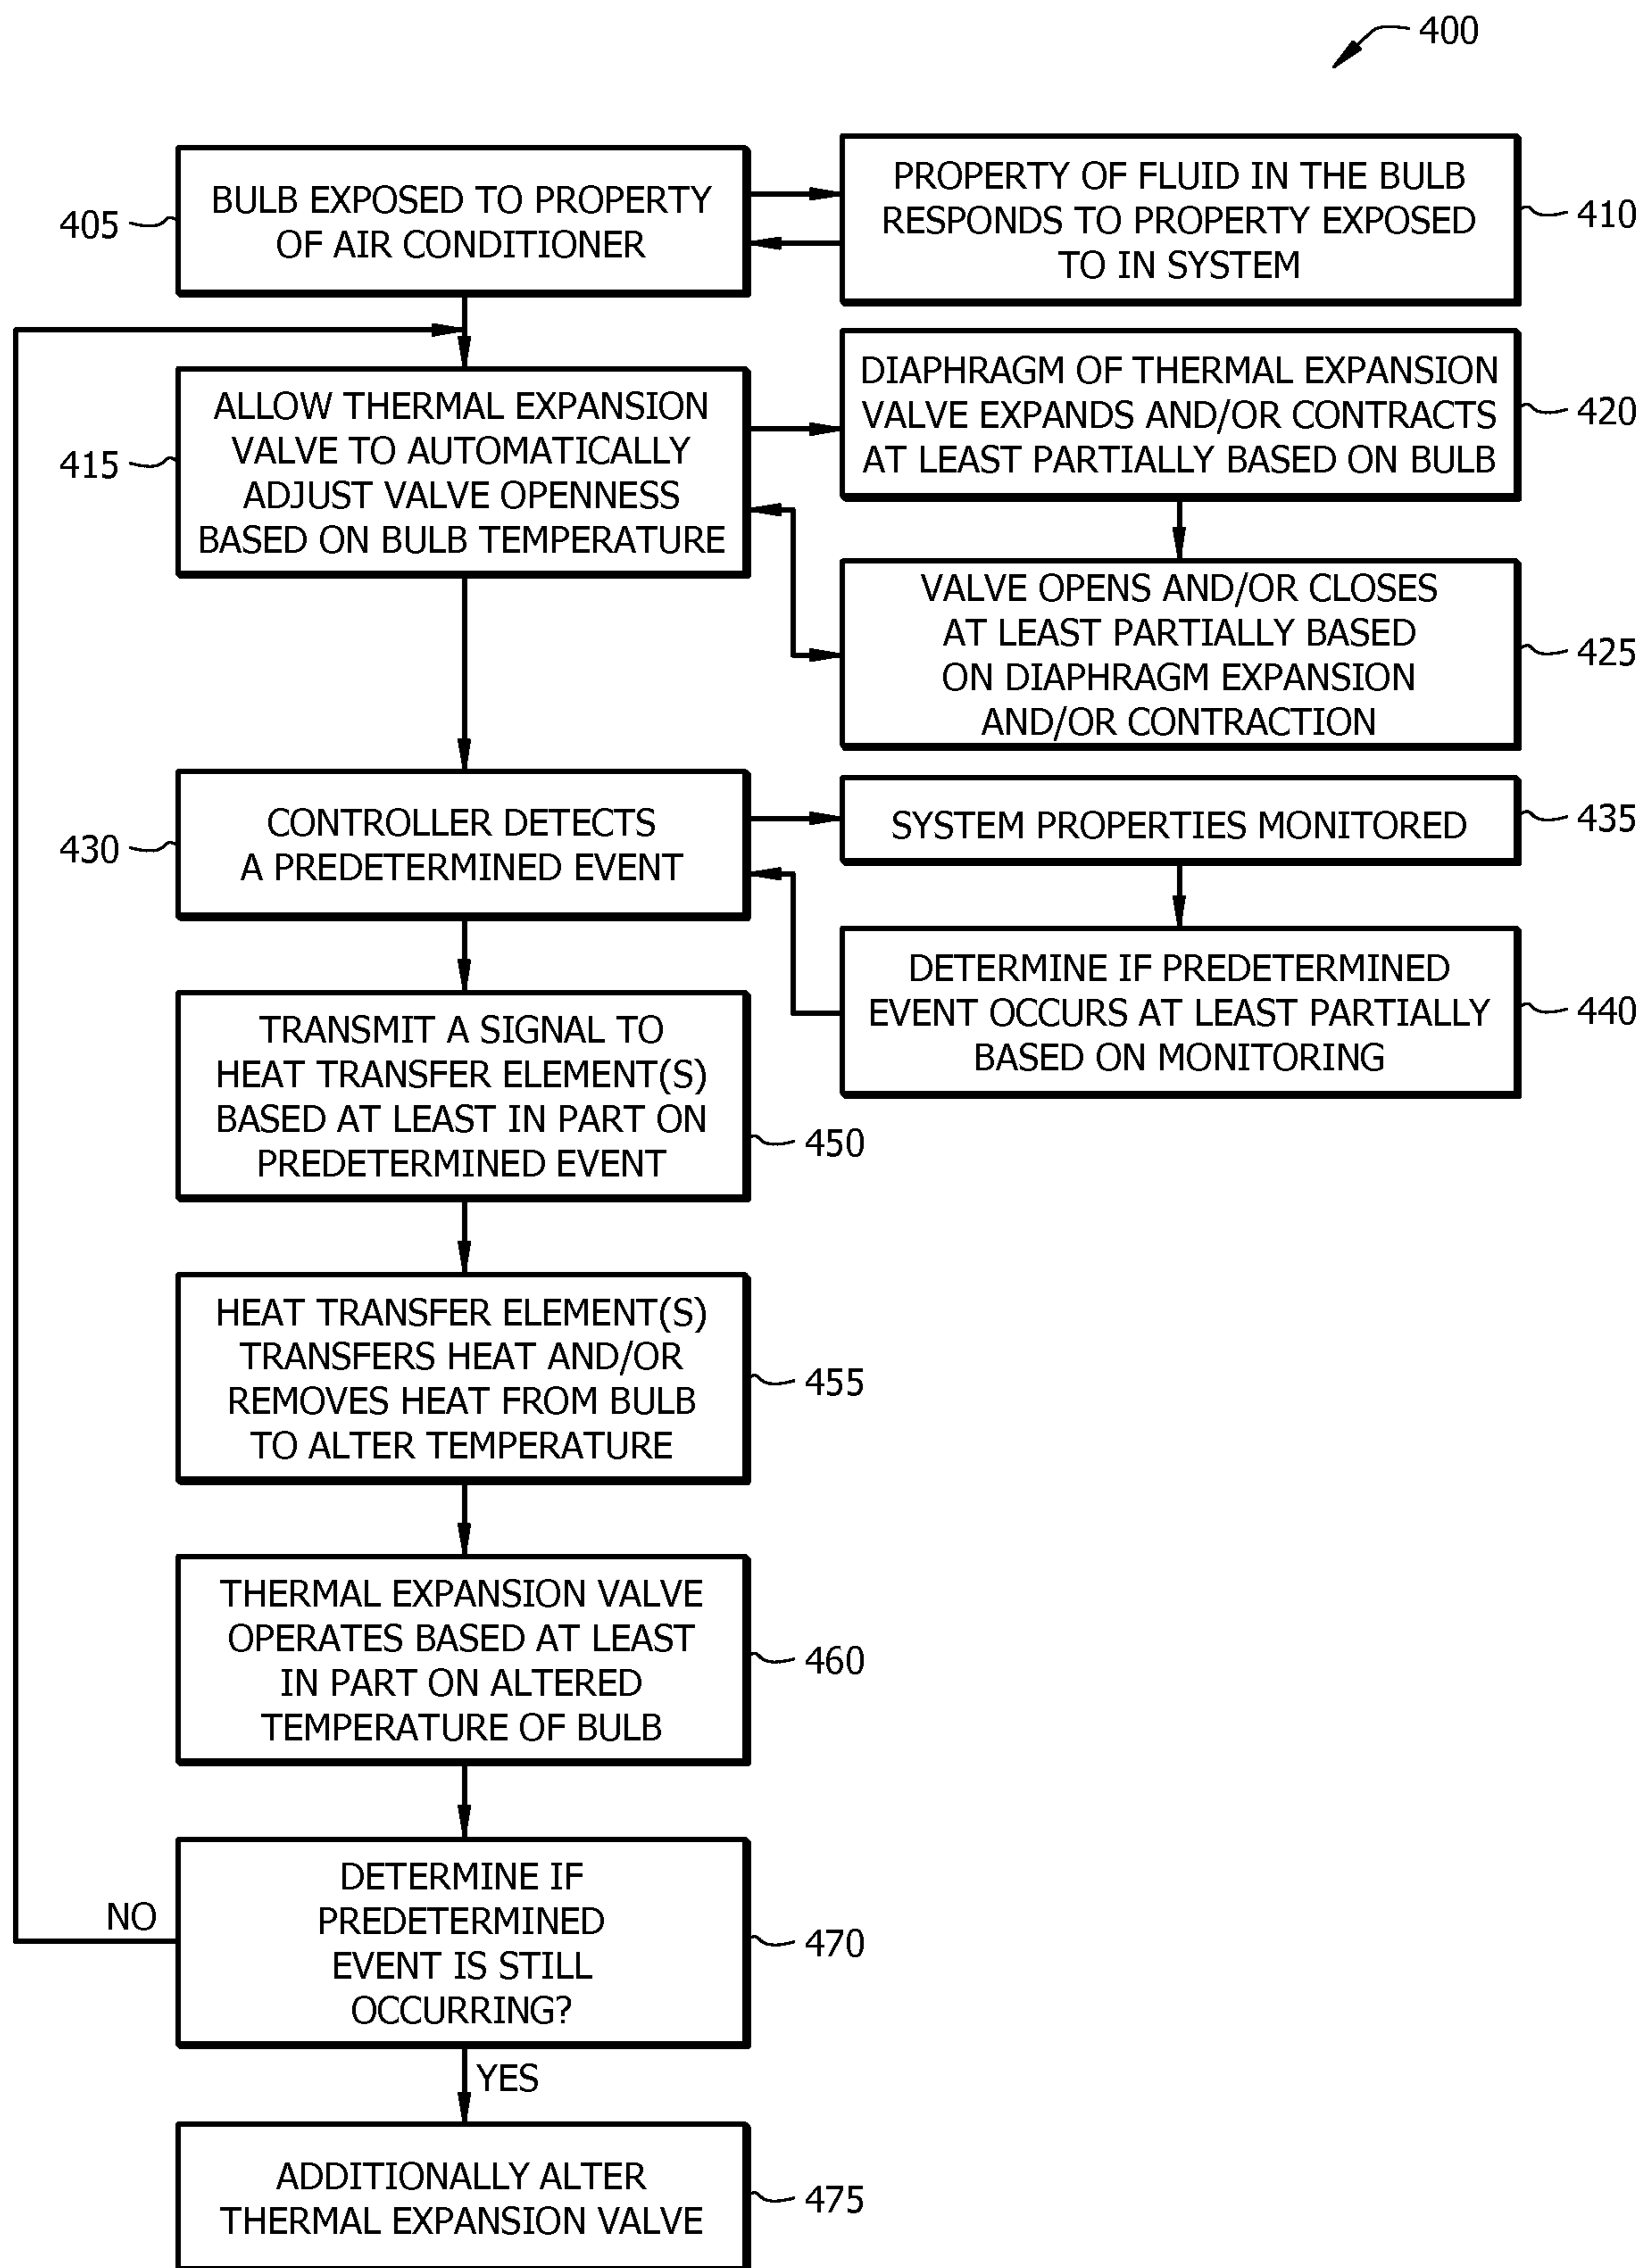 400
405
BULB EXPOSED TO PROPERTY
OF AIR CONDITIONER
PROPERTY OF FLUID IN THE BULB
RESPONDS TO PROPERTY EXPOSED
TO IN SYSTEM
410
415
ALLOW THERMAL EXPANSION
VALVE TO AUTOMATICALLY
ADJUST VALVE OPENNESS
BASED ON BULB TEMPERATURE
DIAPHRAGM OF THERMAL EXPANSION
VALVE EXPANDS AND/OR CONTRACTS
AT LEAST PARTIALLY BASED ON BULB
420
VALVE OPENS AND/OR CLOSES
AT LEAST PARTIALLY BASED
ON DIAPHRAGM EXPANSION
AND/OR CONTRACTION
425
430
CONTROLLER DETECTS
A PREDETERMINED EVENT
SYSTEM PROPERTIES MONITORED
435
DETERMINE IF PREDETERMINED
EVENT OCCURS AT LEAST PARTIALLY
BASED ON MONITORING
440
TRANSMIT A SIGNAL TO
HEAT TRANSFER ELEMENT(S)
BASED AT LEAST IN PART ON
PREDETERMINED EVENT
450
HEAT TRANSFER ELEMENT(S)
TRANSFERS HEAT AND/OR
REMOVES HEAT FROM BULB
TO ALTER TEMPERATURE
455
THERMAL EXPANSION VALVE
OPERATES BASED AT LEAST
IN PART ON ALTERED
TEMPERATURE OF BULB
460
NO
DETERMINE IF
PREDETERMINED
EVENT IS STILL
OCCURRING?
470
YES
ADDITIONALLY ALTER
THERMAL EXPANSION VALVE
475